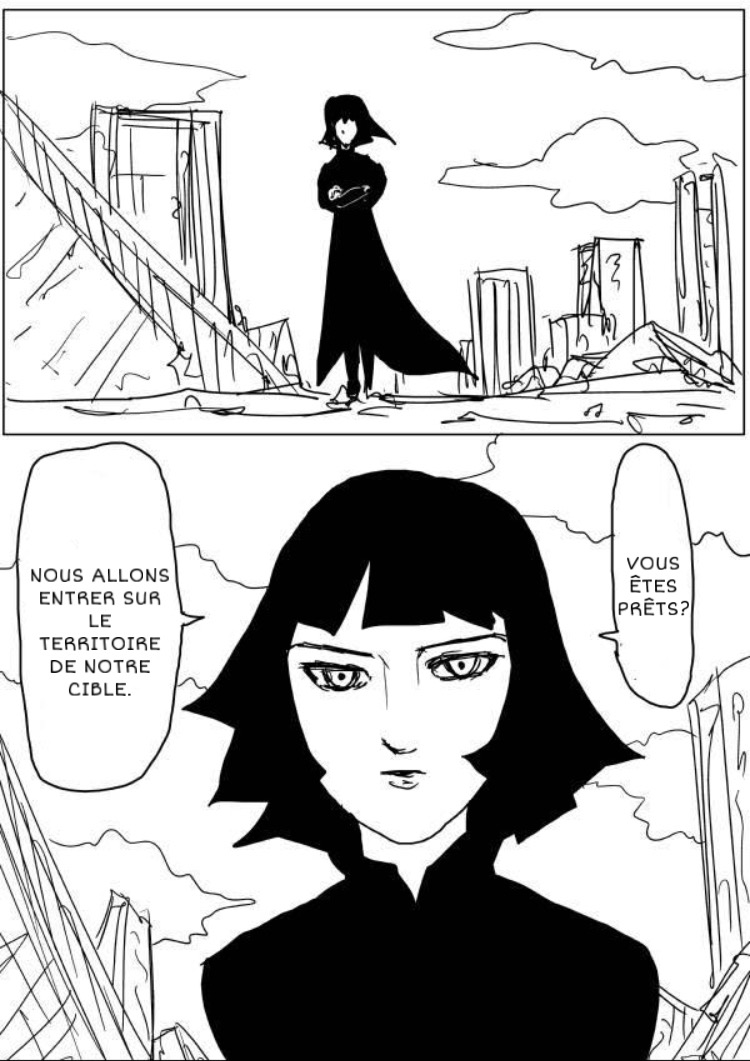 VOUS
ÊTES
PRÊTS?
NOUS ALLONS
ENTRER SUR
LE
TERRITOIRE
DE NOTRE
CIBLE.